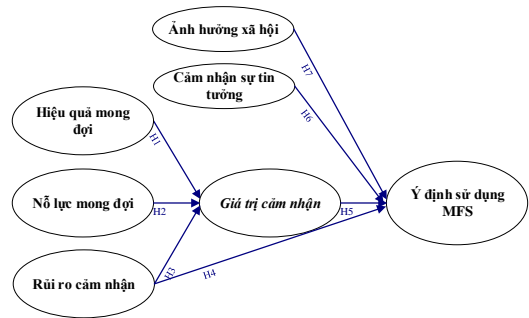 Ảnh hưởng xã hội
H7
Cảm nhận sự tin
tưởng
H6
Hiệu quả mong
đợi
H1
Nỗ lực mong đợi
H2
Giá trị cảm nhận
H5
Ý định sử dụng
MFS
H3
H4
Rủi ro cảm nhận